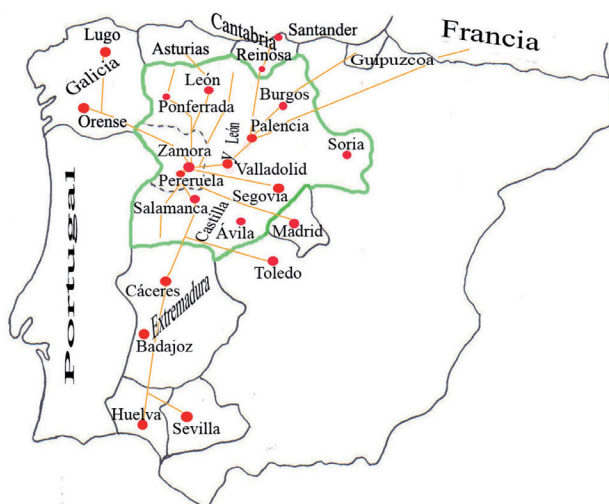 Cantabria
Santander
Francia
Lugo
Asturias
Reinosa
Guipuzcoa
Galicia
León
Ponferrada
Burgos
Orense
León
Palencia
y
Soria
Zamora
Valladolid
Pereruela
Segovia
Salamanca
Castilla
Ávila
Madrid
Toledo
Portugal
Cáceres
Extremadura
Badajoz
Huelva
Sevilla